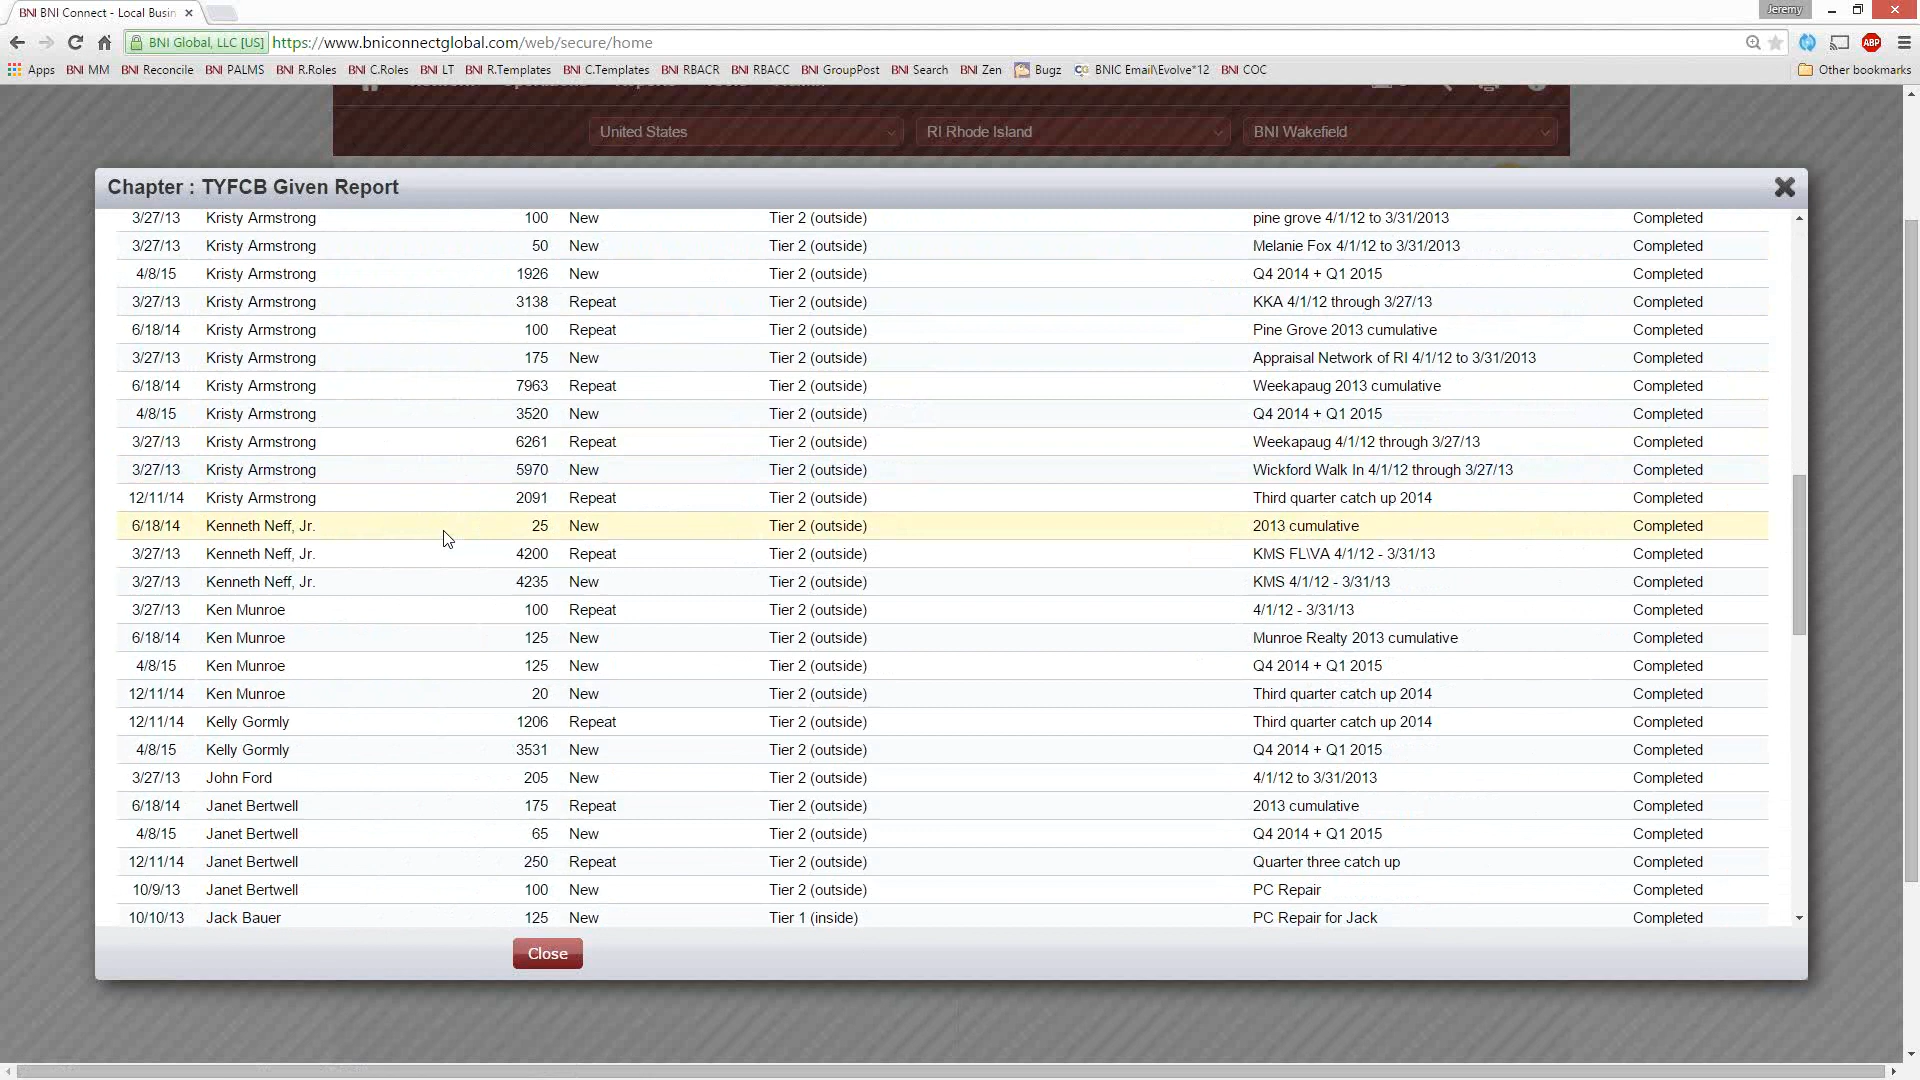 BNI BNI Connect - Local Busin
Jeremy
BNI Global, LLC [US] https://www.bniconnectglobal.com/web/secure/home
Apps BNI MM BNI Reconcile BNI PALMS BNI R.Roles BNI C.Roles BNI LT BNI R.Templates BNI C.Templates BNI RBACR BNI RBACC BNI GroupPost BNI Search BNI Zen Bugz BNIC Email\Evolve*12 BNI COC Other bookmarks
United States RI Rhode Island BNI Wakefield
Chapter : TYFCB Given Report
3/27/13 Kristy Armstrong 100 New Tier 2 (outside) pine grove 4/1/12 to 3/31/2013 Completed
3/27/13 Kristy Armstrong 50 New Tier 2 (outside) Melanie Fox 4/1/12 to 3/31/2013 Completed
4/8/15 Kristy Armstrong 1926 New Tier 2 (outside) Q4 2014 + Q1 2015 Completed
3/27/13 Kristy Armstrong 3138 Repeat Tier 2 (outside) KKA 4/1/12 through 3/27/13 Completed
6/18/14 Kristy Armstrong 100 Repeat Tier 2 (outside) Pine Grove 2013 cumulative Completed
3/27/13 Kristy Armstrong 175 New Tier 2 (outside) Appraisal Network of RI 4/1/12 to 3/31/2013 Completed
6/18/14 Kristy Armstrong 7963 Repeat Tier 2 (outside) Weekapaug 2013 cumulative Completed
4/8/15 Kristy Armstrong 3520 New Tier 2 (outside) Q4 2014 + Q1 2015 Completed
3/27/13 Kristy Armstrong 6261 Repeat Tier 2 (outside) Weekapaug 4/1/12 through 3/27/13 Completed
3/27/13 Kristy Armstrong 5970 New Tier 2 (outside) Wickford Walk In 4/1/12 through 3/27/13 Completed
12/11/14 Kristy Armstrong 2091 Repeat Tier 2 (outside) Third quarter catch up 2014 Completed
6/18/14 Kenneth Neff, Jr. 25 New Tier 2 (outside) 2013 cumulative Completed
3/27/13 Kenneth Neff, Jr. 4200 Repeat Tier 2 (outside) KMS FL\VA 4/1/12 - 3/31/13 Completed
3/27/13 Kenneth Neff, Jr. 4235 New Tier 2 (outside) KMS 4/1/12 - 3/31/13 Completed
3/27/13 Ken Munroe 100 Repeat Tier 2 (outside) 4/1/12 - 3/31/13 Completed
6/18/14 Ken Munroe 125 New Tier 2 (outside) Munroe Realty 2013 cumulative Completed
4/8/15 Ken Munroe 125 New Tier 2 (outside) Q4 2014 + Q1 2015 Completed
12/11/14 Ken Munroe 20 New Tier 2 (outside) Third quarter catch up 2014 Completed
12/11/14 Kelly Gormly 1206 Repeat Tier 2 (outside) Third quarter catch up 2014 Completed
4/8/15 Kelly Gormly 3531 New Tier 2 (outside) Q4 2014 + Q1 2015 Completed
3/27/13 John Ford 205 New Tier 2 (outside) 4/1/12 to 3/31/2013 Completed
6/18/14 Janet Bertwell 175 Repeat Tier 2 (outside) 2013 cumulative Completed
4/8/15 Janet Bertwell 65 New Tier 2 (outside) Q4 2014 + Q1 2015 Completed
12/11/14 Janet Bertwell 250 Repeat Tier 2 (outside) Quarter three catch up Completed
10/9/13 Janet Bertwell 100 New Tier 2 (outside) PC Repair Completed
10/10/13 Jack Bauer 125 New Tier 1 (inside) PC Repair for Jack Completed
Close